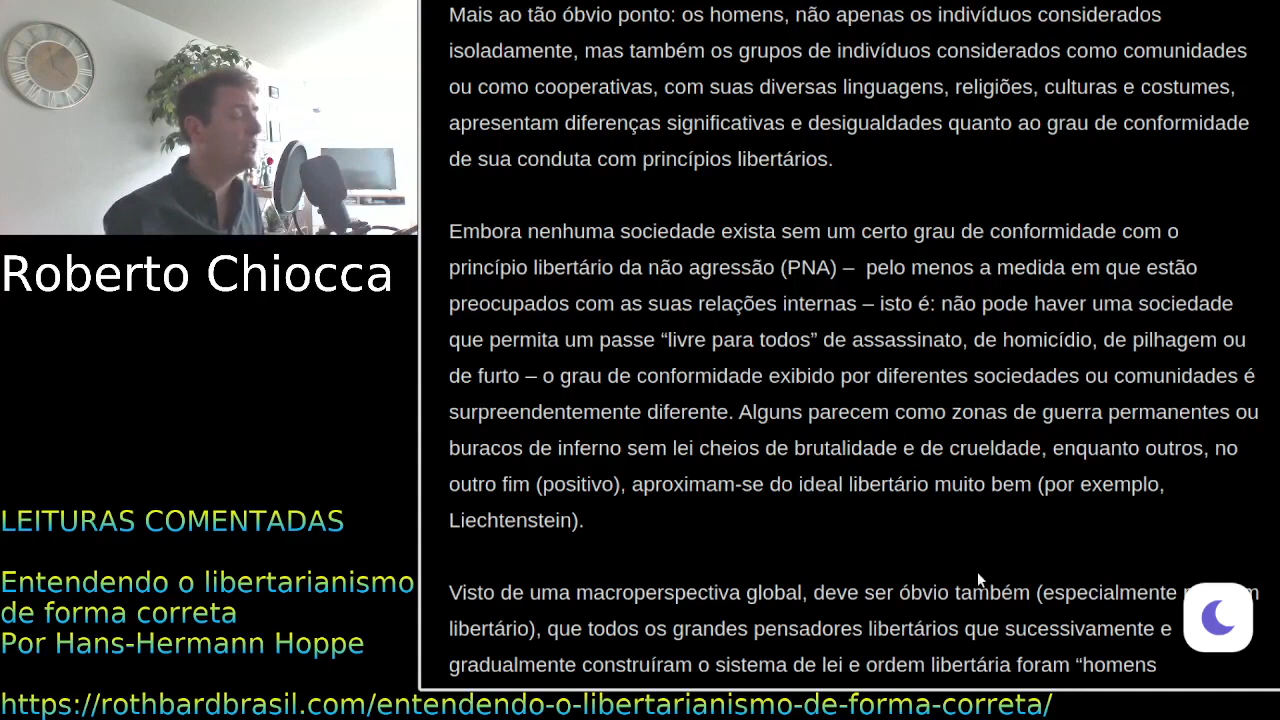 Mais ao tão óbvio ponto: os homens, não apenas os indivíduos considerados
isoladamente, mas também os grupos de indivíduos considerados como comunidades
ou como cooperativas, com suas diversas linguagens, religiões, culturas e costumes,
apresentam diferenças significativas e desigualdades quanto ao grau de conformidade
de sua conduta com princípios libertários.
Embora nenhuma sociedade exista sem um certo grau de conformidade com o
princípio libertário da não agressão (PNA) – pelo menos a medida em que estão
preocupados com as suas relações internas – isto é: não pode haver uma sociedade
que permita um passe “livre para todos” de assassinato, de homicídio, de pilhagem ou
de furto – o grau de conformidade exibido por diferentes sociedades ou comunidades é
surpreendentemente diferente. Alguns parecem como zonas de guerra permanentes ou
buracos de inferno sem lei cheios de brutalidade e de crueldade, enquanto outros, no
outro fim (positivo), aproximam-se do ideal libertário muito bem (por exemplo,
Liechtenstein).
Visto de uma macroperspectiva global, deve ser óbvio também (especialmente
libertário), que todos os grandes pensadores libertários que sucessivamente e
gradualmente construíram o sistema de lei e ordem libertária foram “homens
Roberto Chiocca
LEITURAS COMENTADAS
Entendendo o libertarianismo
de forma correta
Por Hans-Hermann Hoppe
https://rothbardbrasil.com/entendendo-o-libertarianismo-de-forma-correta/